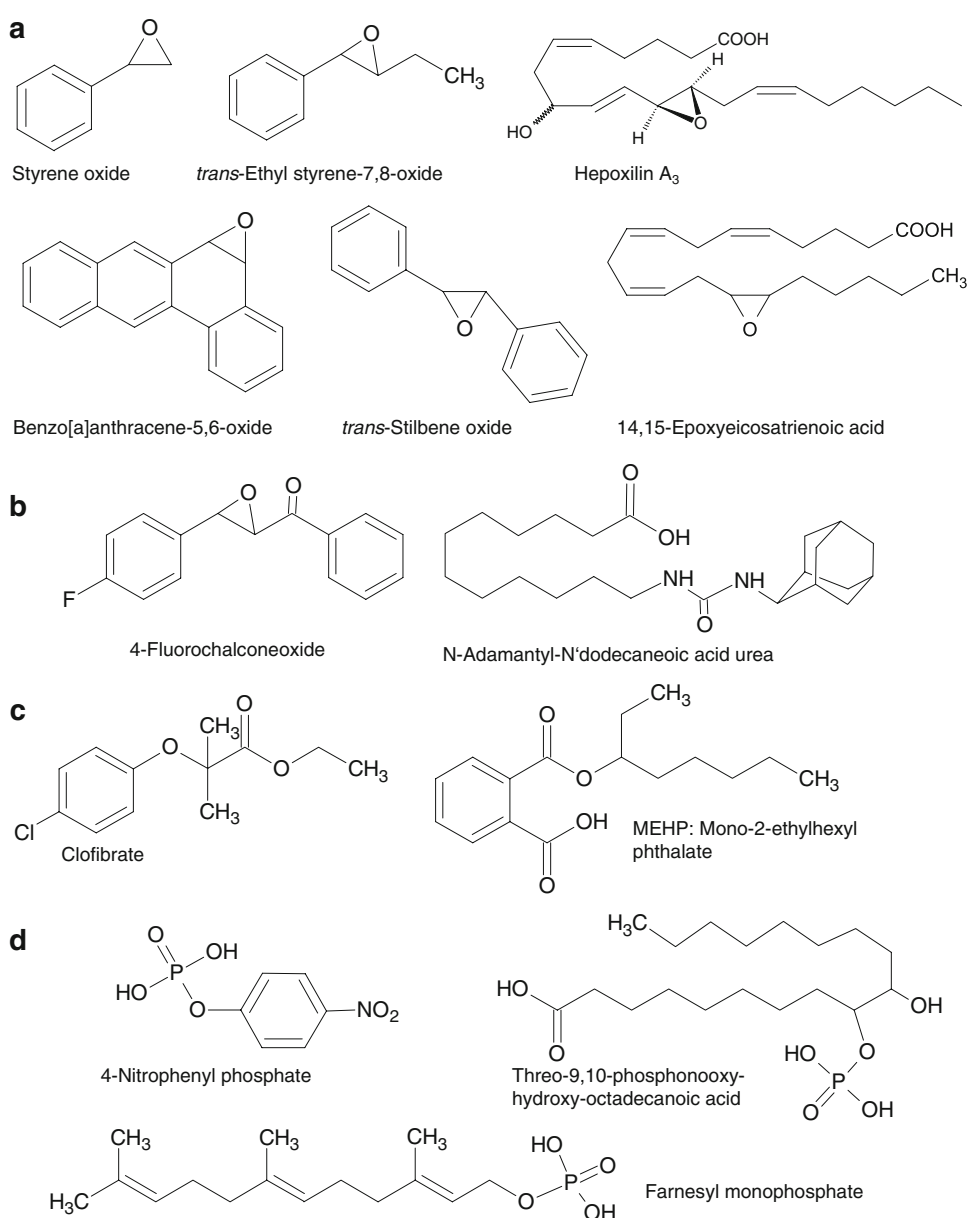 a
O
O
CH3
COOH
H
HO
H
O
Styrene oxide
trans-Ethyl styrene-7,8-oxide
Hepoxilin A3
O
COOH
CH3
O
O
Benzo[a]anthracene-5,6-oxide
trans-Stilbene oxide
14,15-Epoxyeicosatrienoic acid
b
O
O
F
O
OH
NH
NH
O
4-Fluorochalconeoxide
N-Adamantyl-N'dodecaneoic acid urea
c
O
CH3
O
O
CH3
CH3
Cl
Clofibrate
CH3
O
O
CH3
OH
O
MEHP: Mono-2-ethylhexyl
phthalate
d
O
OH
P
HO
O
NO2
4-Nitrophenyl phosphate
H3C
HO
O
OH
O
HO
P
O
OH
Threo-9,10-phosphonooxy-
hydroxy-octadecanoic acid
CH3
CH3
CH3
H3C
HO
O
P
O
OH
Farnesyl monophosphate